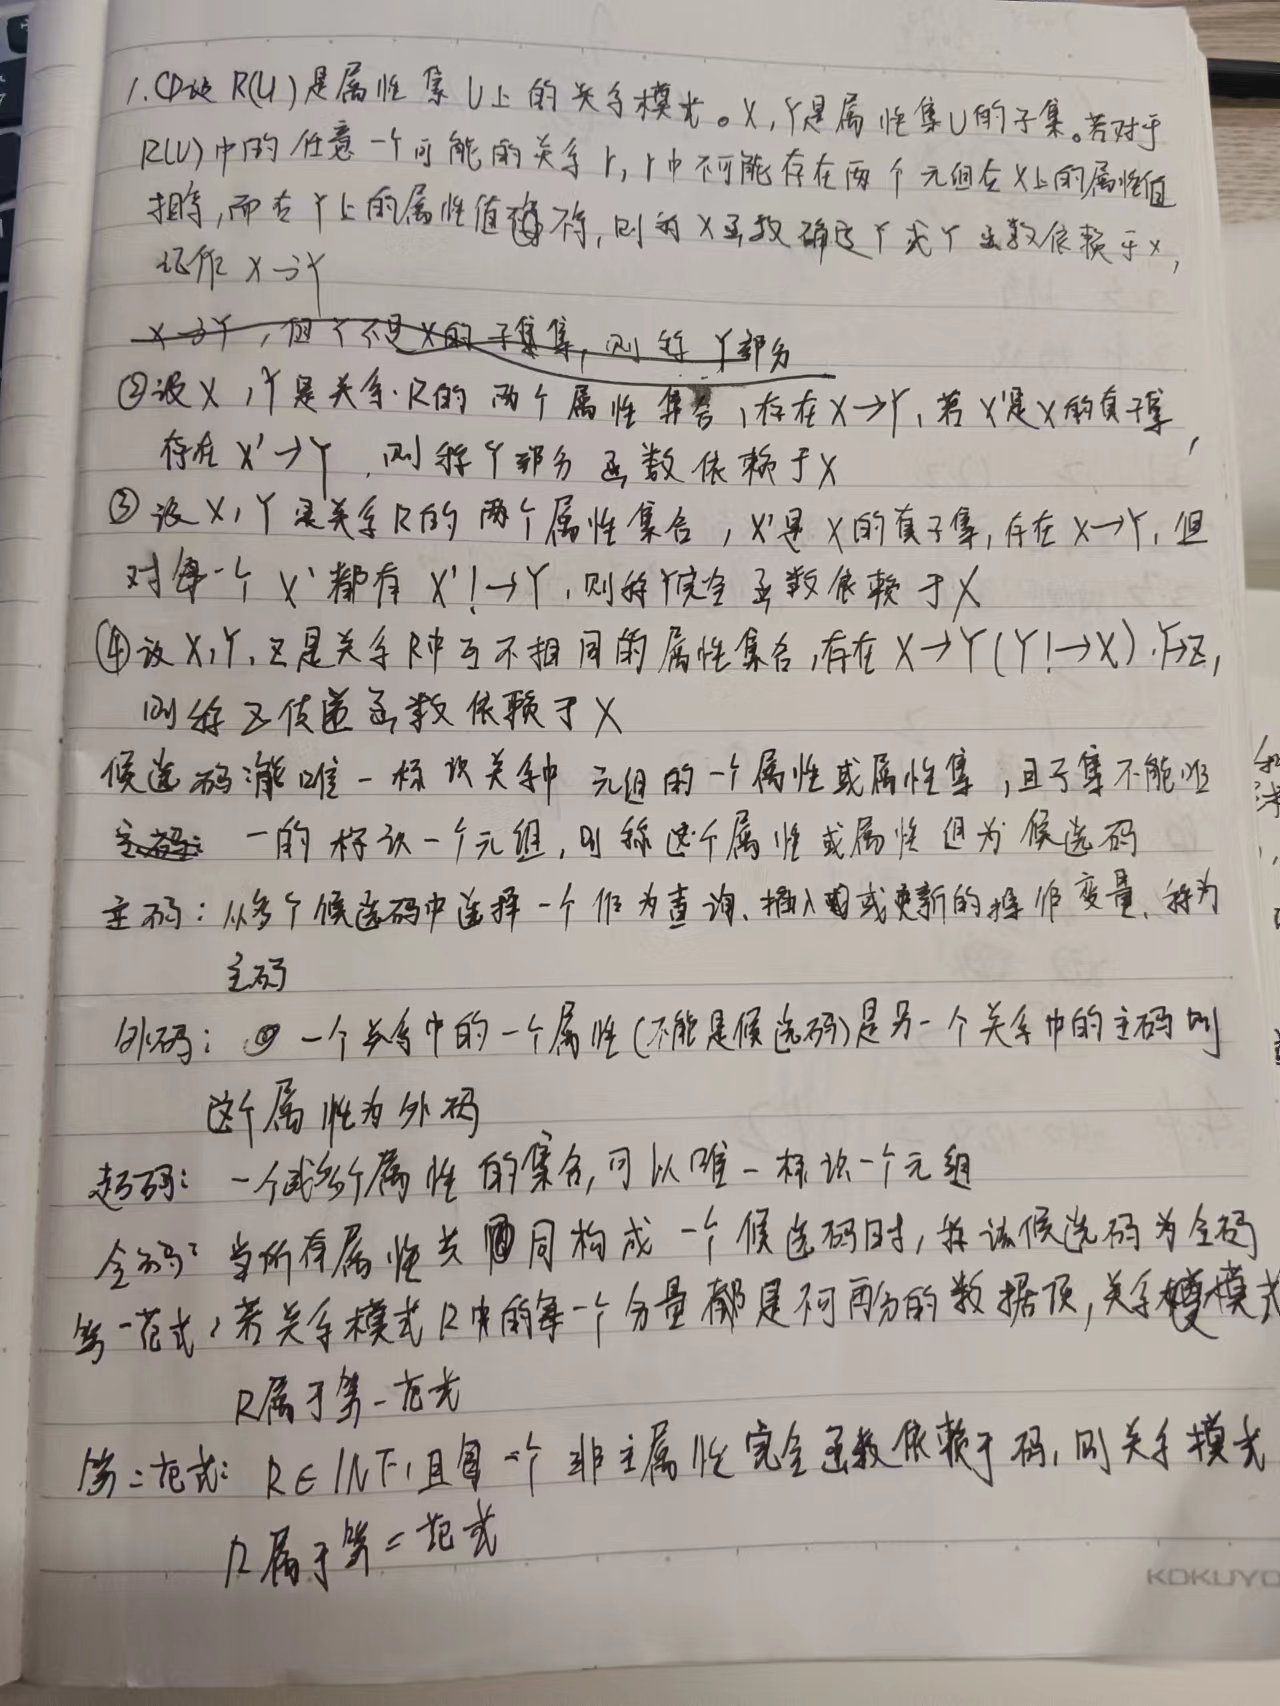 1.①设R(U)是属性集U上的关系模式。X,Y是属性集U的子集。若对于
R(U)中的任意一个可能的关系r,r中不可能存在两个元组在X上的属性值
相等,而在Y上的属性值不等,则称X函数确定Y或Y函数依赖于X,
记作X→Y
X→Y,但Y不是X的子集,则称Y部分
②设X,Y是关系R的两个属性集合,存在X→Y,若X'是X的真子集,
存在X'→Y,则称Y部分函数依赖于X
③设X,Y是关系R的两个属性集合,X'是X的真子集,存在X→Y,但
对每一个X'都有X'!→Y,则称Y完全函数依赖于X
④设X,Y,Z是关系R中互不相同的属性集合,存在X→Y(Y!→X).Y→Z,
则称Z传递函数依赖于X
候选码:能唯一标识关系中元组的一个属性或属性集,且子集不能唯
主码: 一的标识一个元组,则称这个属性或属性组为候选码
主码:从多个候选码中选择一个作为查询、插入或更新的操作变量、称为
主码
外码: 一个关系中的一个属性(不能是候选码)是另一个关系中的主码则
这个属性为外码
超码: 一个或多个属性的集合,可以唯一标识一个元组
全码: 当所有属性共同构成一个候选码时,称该候选码为全码
第一范式:若关系模式R中的每一个分量都是不可再分的数据项,关系模式
R属于第一范式
第二范式: R∈1NF,且每一个非主属性完全函数依赖于码,则关系模式
R属于第二范式
KOKUYO